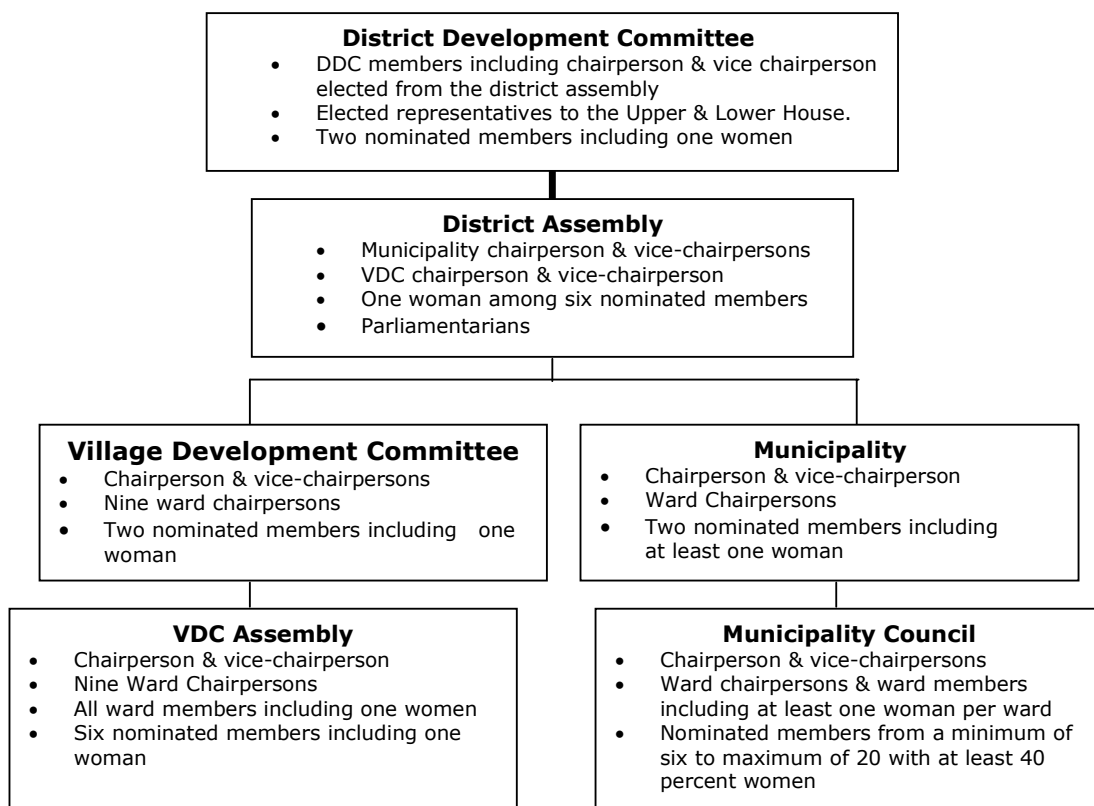 District Development Committee
• DDC members including chairperson & vice chairperson
elected from the district assembly
• Elected representatives to the Upper & Lower House.
• Two nominated members including one women
District Assembly
• Municipality chairperson & vice-chairpersons
• VDC chairperson & vice-chairperson
• One woman among six nominated members
• Parliamentarians
Village Development Committee
• Chairperson & vice-chairpersons
• Nine ward chairpersons
• Two nominated members including one
woman
Municipality
• Chairperson & vice-chairperson
• Ward Chairpersons
• Two nominated members including
at least one woman
VDC Assembly
• Chairperson & vice-chairperson
• Nine Ward Chairpersons
• All ward members including one women
• Six nominated members including one
woman
Municipality Council
• Chairperson & vice-chairpersons
• Ward chairpersons & ward members
including at least one woman per ward
• Nominated members from a minimum of
six to maximum of 20 with at least 40
percent women